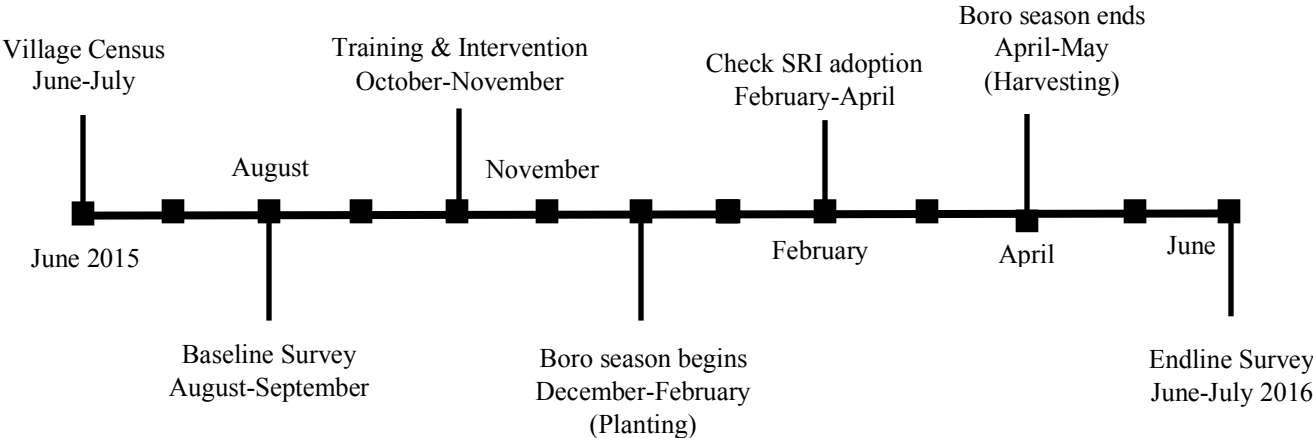 Village Census
June-July
Training & Intervention
October-November
Check SRI adoption
February-April
Boro season ends
April-May
(Harvesting)
August
November
June 2015
February
April
June
Baseline Survey
August-September
Boro season begins
December-February
(Planting)
Endline Survey
June-July 2016